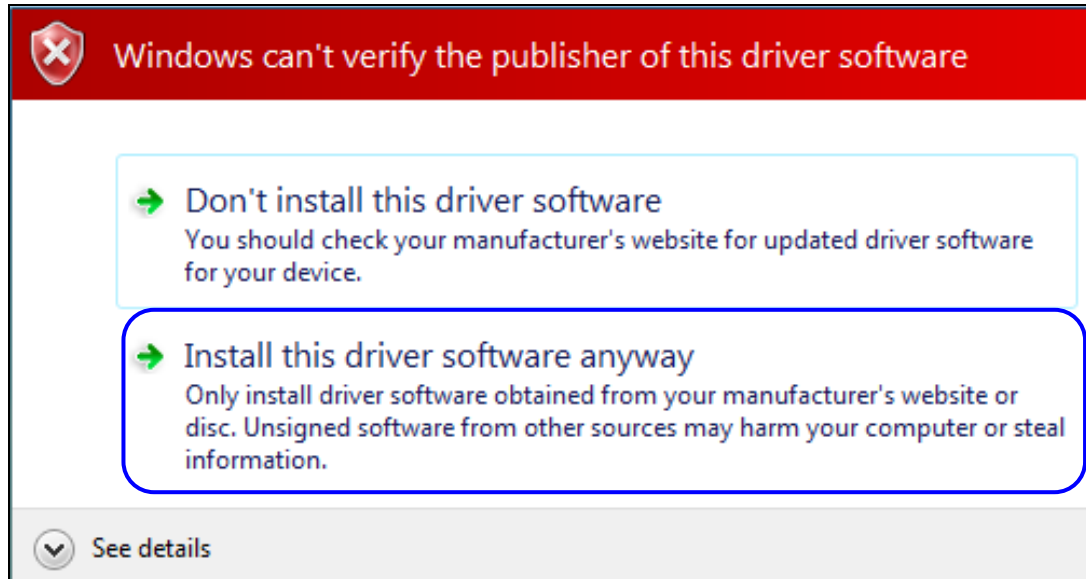 Windows can't verify the publisher of this driver software
Don't install this driver software
You should check your manufacturer's website for updated driver software
for your device.
Install this driver software anyway
Only install driver software obtained from your manufacturer's website or
disc. Unsigned software from other sources may harm your computer or steal
information.
See details